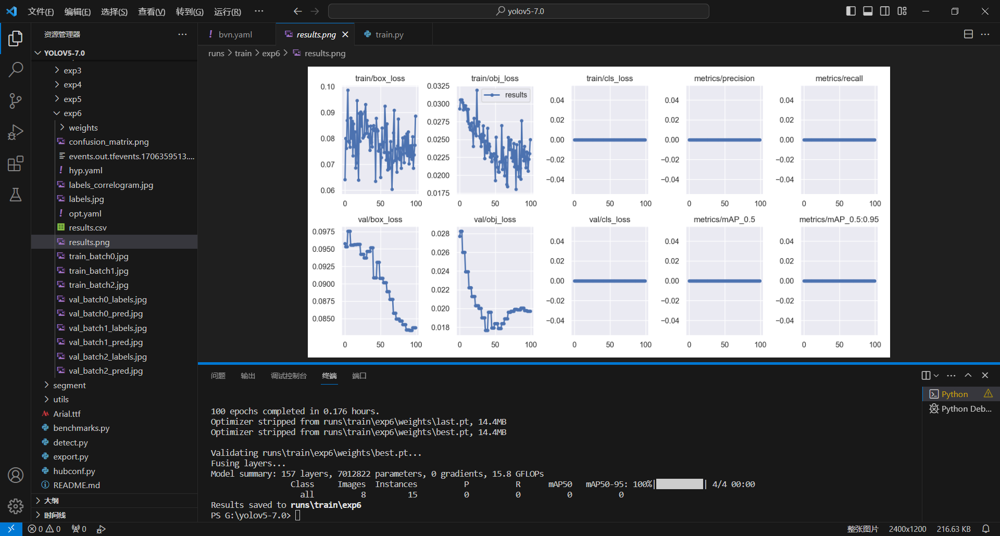 文件(F) 编辑(E) 选择(S) 查看(V) 转到(G) 运行(R) ··· yolov5-7.0
资源管理器 ···
YOLOV5-7.0
exp3
exp4
exp5
exp6
weights
confusion_matrix.png
events.out.tfevents.1706359513....
hyp.yaml
labels_correlogram.jpg
labels.jpg
opt.yaml
results.csv
results.png
train_batch0.jpg
train_batch1.jpg
train_batch2.jpg
val_batch0_labels.jpg
val_batch0_pred.jpg
val_batch1_labels.jpg
val_batch1_pred.jpg
val_batch2_labels.jpg
val_batch2_pred.jpg
segment
utils
Arial.ttf
benchmarks.py
detect.py
export.py
hubconf.py
README.md
大纲
时间线
! bvn.yaml results.png train.py
runs > train > exp6 > results.png
train/box_loss train/obj_loss train/cls_loss metrics/precision metrics/recall
results
0.10
0.09
0.08
0.07
0.06
0 50 100
0.0325
0.0300
0.0275
0.0250
0.0225
0.0200
0.0175
0 50 100
0.04
0.02
0.00
−0.02
−0.04
0 50 100
0.04
0.02
0.00
−0.02
−0.04
0 50 100
0.04
0.02
0.00
−0.02
−0.04
0 50 100
val/box_loss val/obj_loss val/cls_loss metrics/mAP_0.5 metrics/mAP_0.5:0.95
0.0975
0.0950
0.0925
0.0900
0.0875
0.0850
0 50 100
0.028
0.026
0.024
0.022
0.020
0.018
0 50 100
0.04
0.02
0.00
−0.02
−0.04
0 50 100
0.04
0.02
0.00
−0.02
−0.04
0 50 100
0.04
0.02
0.00
−0.02
−0.04
0 50 100
问题 输出 调试控制台 终端 端口
100 epochs completed in 0.176 hours.
Optimizer stripped from runs\train\exp6\weights\last.pt, 14.4MB
Optimizer stripped from runs\train\exp6\weights\best.pt, 14.4MB
Validating runs\train\exp6\weights\best.pt...
Fusing layers...
Model summary: 157 layers, 7012822 parameters, 0 gradients, 15.8 GFLOPs
Class Images Instances P R mAP50 mAP50-95: 100%|██████████| 4/4 00:00
all 8 15 0 0 0 0
Results saved to runs\train\exp6
PS G:\yolov5-7.0>
Python
Python Deb...
0 0 0 整张图片 2400x1200 216.63 KB